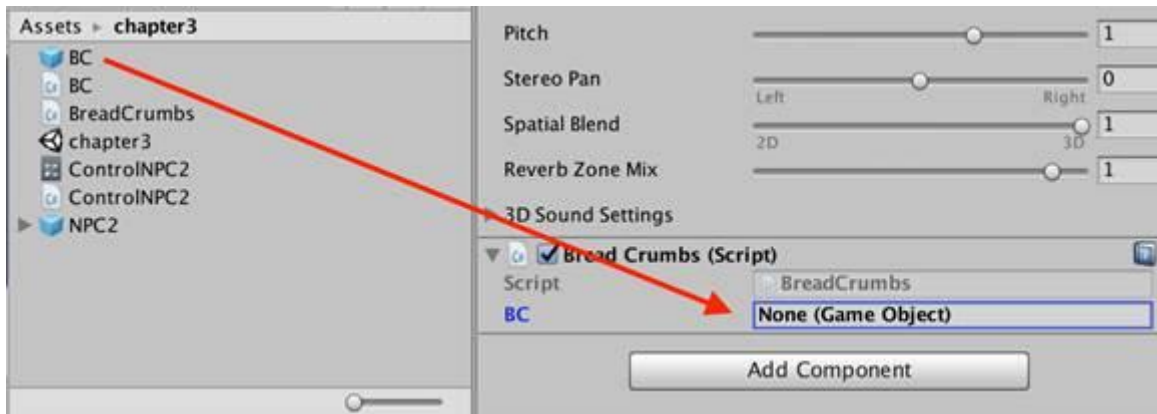 Assets ▸ chapter3
BC
BC
BreadCrumbs
chapter3
ControlNPC2
ControlNPC2
NPC2
Pitch 1
Stereo Pan 0
Left Right
Spatial Blend 1
2D 3D
Reverb Zone Mix 1
3D Sound Settings
Bread Crumbs (Script)
Script BreadCrumbs
BC None (Game Object)
Add Component